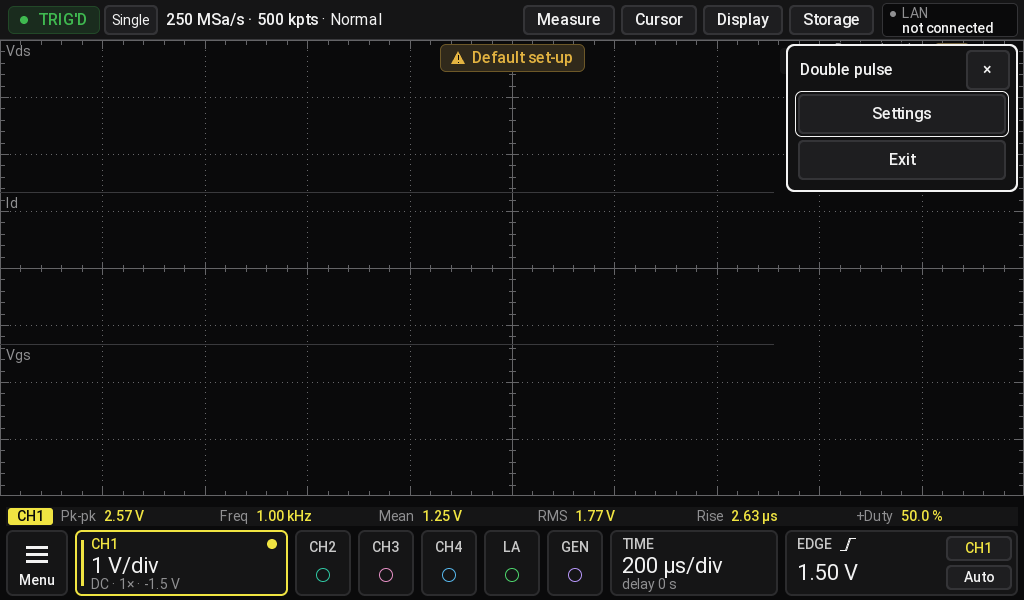 TRIG'D
Single
250 MSa/s · 500 kpts · Normal
Measure
Cursor
Display
Storage
LAN
not connected
Vds
Default set-up
Double pulse
×
Settings
Exit
Id
Vgs
CH1 Pk-pk 2.57 V Freq 1.00 kHz Mean 1.25 V RMS 1.77 V Rise 2.63 µs +Duty 50.0 %
Menu
CH1
1 V/div
DC · 1× · -1.5 V
CH2
CH3
CH4
LA
GEN
TIME
200 µs/div
delay 0 s
EDGE
1.50 V
CH1
Auto